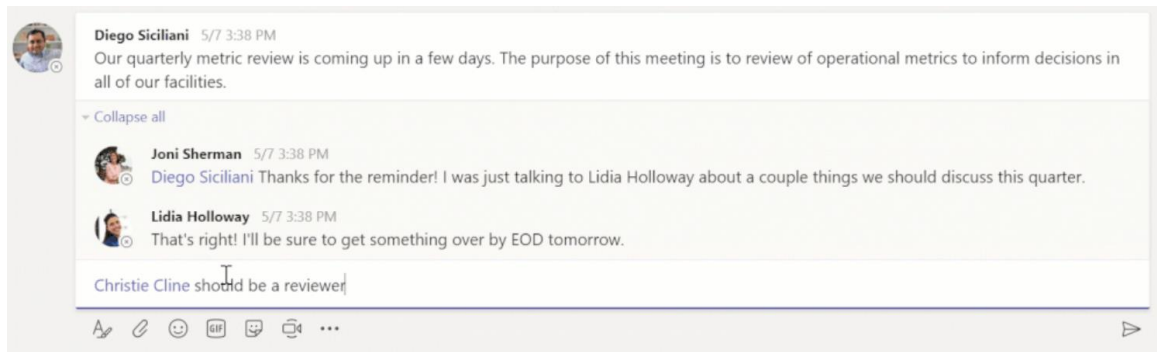 Diego Siciliani 5/7 3:38 PM
Our quarterly metric review is coming up in a few days. The purpose of this meeting is to review of operational metrics to inform decisions in
all of our facilities.
Collapse all
Joni Sherman 5/7 3:38 PM
Diego Siciliani Thanks for the reminder! I was just talking to Lidia Holloway about a couple things we should discuss this quarter.
Lidia Holloway 5/7 3:38 PM
That's right! I'll be sure to get something over by EOD tomorrow.
Christie Cline should be a reviewer
GIF